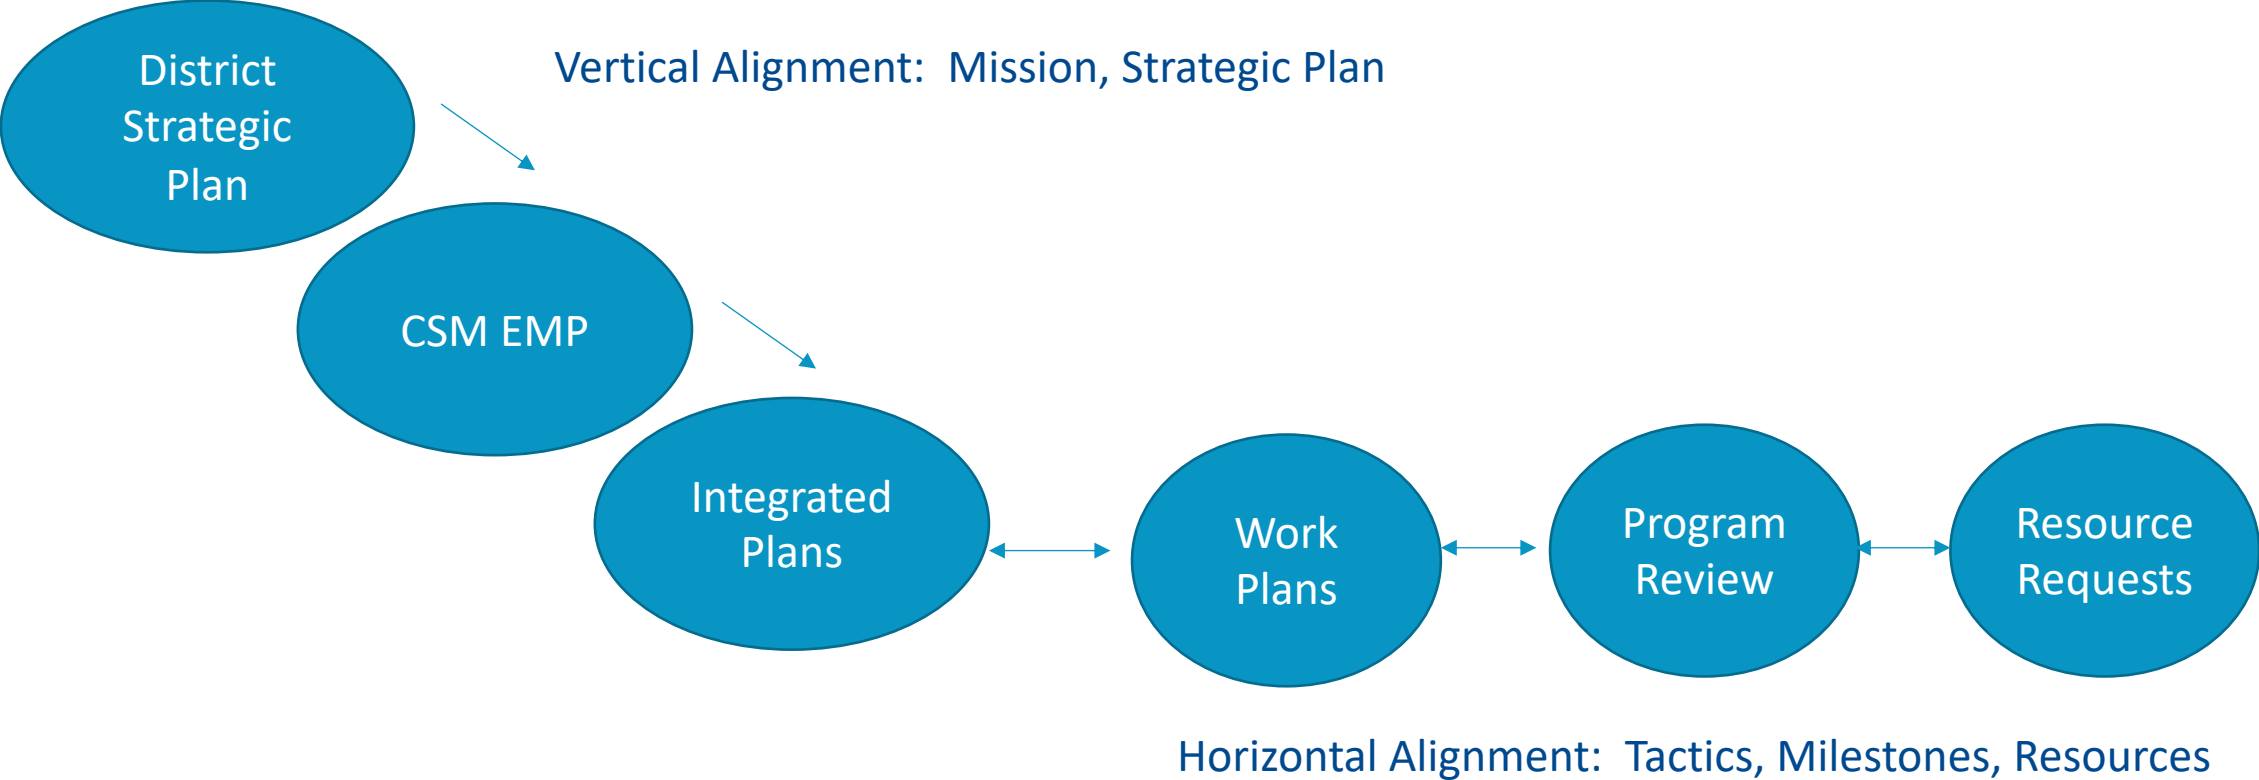 District
Strategic
Plan
Vertical Alignment:  Mission, Strategic Plan
CSM EMP
Integrated
Plans
Work
Plans
Program
Review
Resource
Requests
Horizontal Alignment:  Tactics, Milestones, Resources